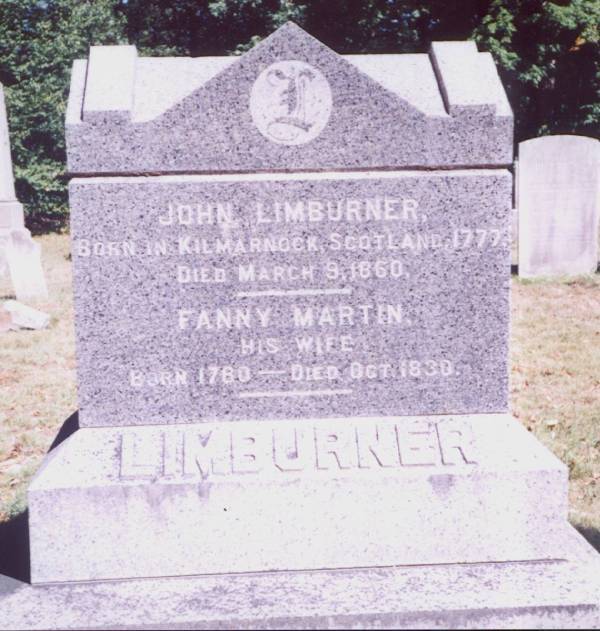 L
JOHN LIMBURNER,
BORN IN KILMARNOCK, SCOTLAND, 1777.
DIED MARCH 9, 1860.
FANNY MARTIN.
HIS WIFE.
BORN 1780 — DIED OCT. 1830.
LIMBURNER